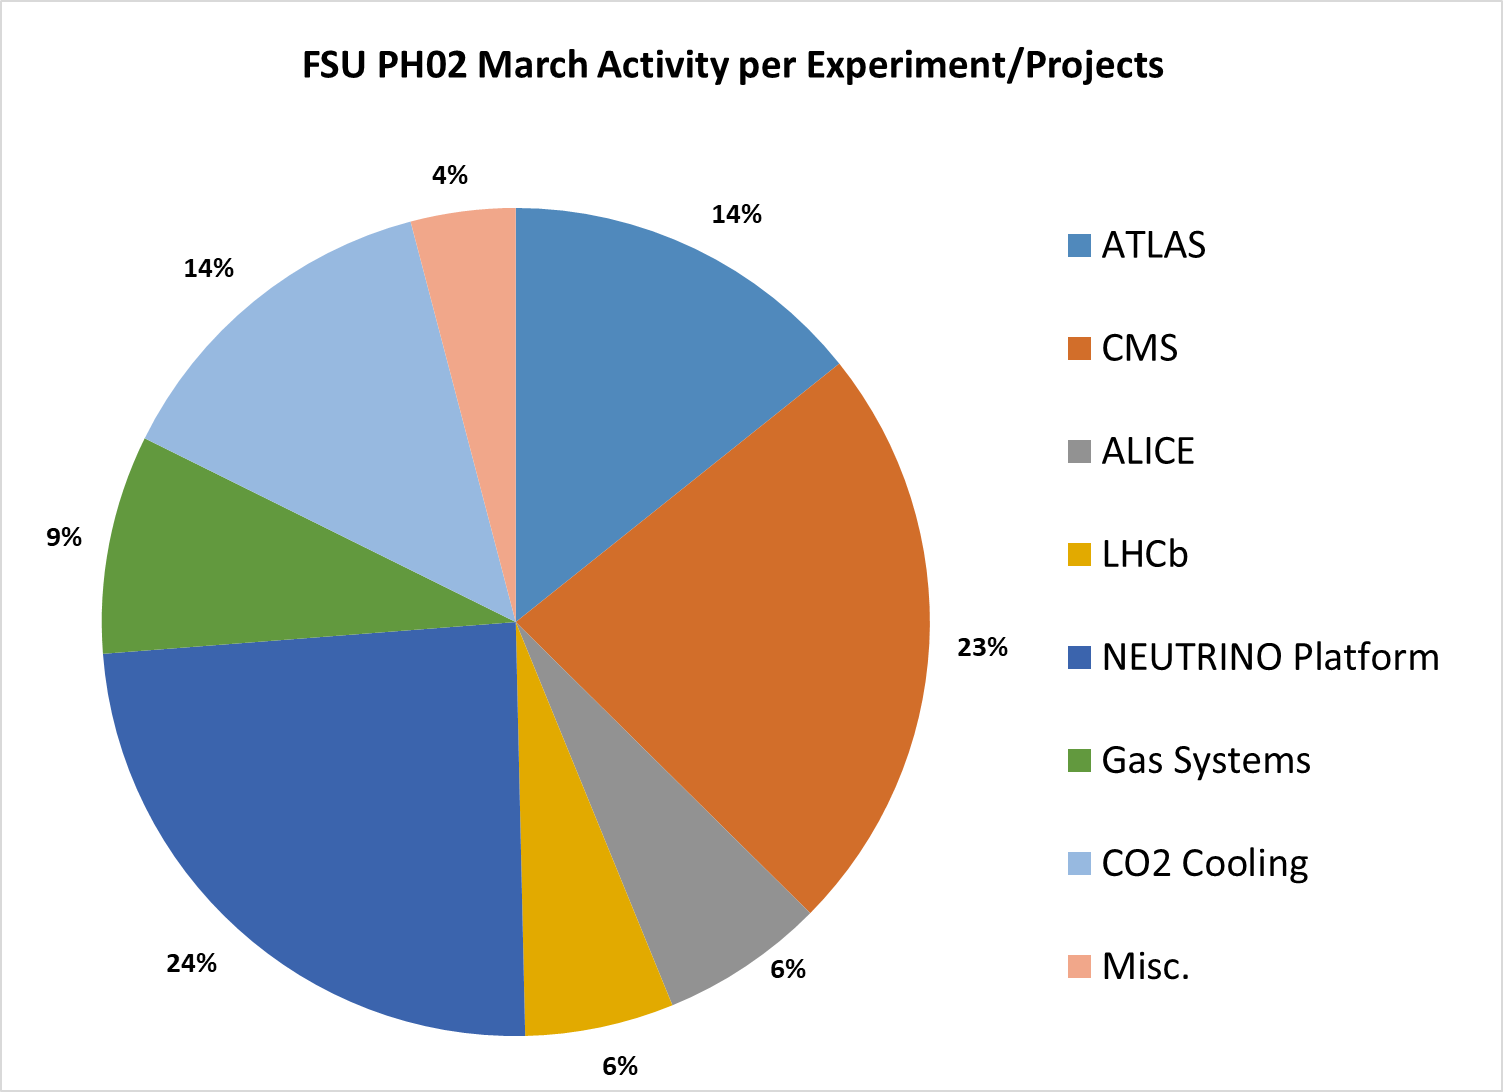 FSU PH02 March Activity per Experiment/Projects
4%
14%
14%
9%
23%
24%
6%
6%
ATLAS
CMS
ALICE
LHCb
NEUTRINO Platform
Gas Systems
CO2 Cooling
Misc.